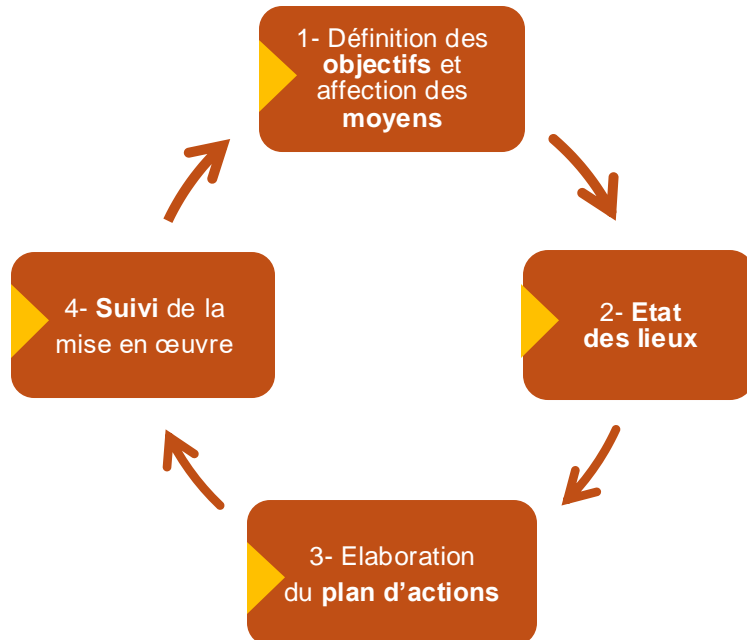 1- Définition des
objectifs et
affection des
moyens
2- Etat
des lieux
3- Elaboration
du plan d’actions
4- Suivi de la
mise en œuvre